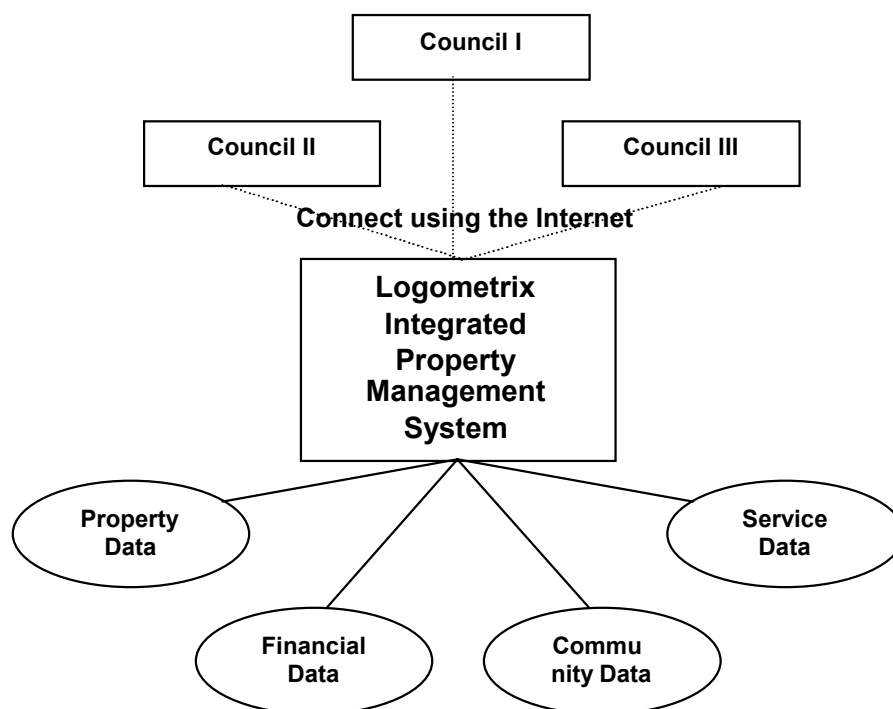 Council I
Council II
Council III
Connect using the Internet
Logometrix
Integrated
Property
Management
System
Property
Data
Service
Data
Financial
Data
Commu
nity Data